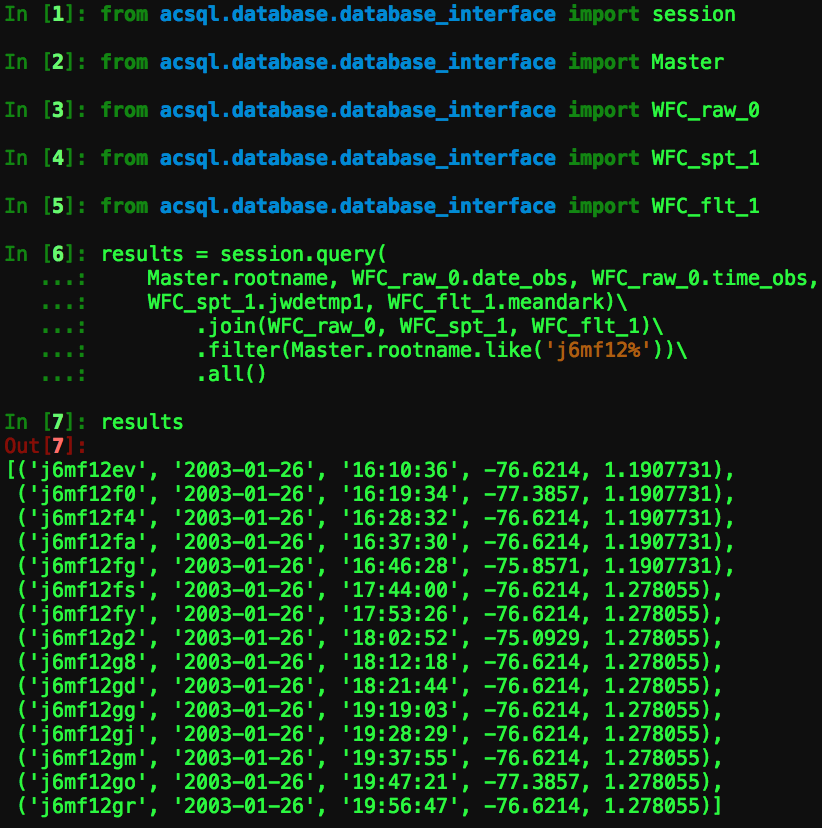 In [1]: from acsql.database.database_interface import session
In [2]: from acsql.database.database_interface import Master
In [3]: from acsql.database.database_interface import WFC_raw_0
In [4]: from acsql.database.database_interface import WFC_spt_1
In [5]: from acsql.database.database_interface import WFC_flt_1
In [6]: results = session.query(
   ...:     Master.rootname, WFC_raw_0.date_obs, WFC_raw_0.time_obs,
   ...:     WFC_spt_1.jwdetmp1, WFC_flt_1.meandark)\
   ...:         .join(WFC_raw_0, WFC_spt_1, WFC_flt_1)\
   ...:         .filter(Master.rootname.like('j6mf12%'))\
   ...:         .all()
In [7]: results
Out[7]:
[('j6mf12ev', '2003-01-26', '16:10:36', -76.6214, 1.1907731),
 ('j6mf12f0', '2003-01-26', '16:19:34', -77.3857, 1.1907731),
 ('j6mf12f4', '2003-01-26', '16:28:32', -76.6214, 1.1907731),
 ('j6mf12fa', '2003-01-26', '16:37:30', -76.6214, 1.1907731),
 ('j6mf12fg', '2003-01-26', '16:46:28', -75.8571, 1.1907731),
 ('j6mf12fs', '2003-01-26', '17:44:00', -76.6214, 1.278055),
 ('j6mf12fy', '2003-01-26', '17:53:26', -76.6214, 1.278055),
 ('j6mf12g2', '2003-01-26', '18:02:52', -75.0929, 1.278055),
 ('j6mf12g8', '2003-01-26', '18:12:18', -76.6214, 1.278055),
 ('j6mf12gd', '2003-01-26', '18:21:44', -76.6214, 1.278055),
 ('j6mf12gg', '2003-01-26', '19:19:03', -76.6214, 1.278055),
 ('j6mf12gj', '2003-01-26', '19:28:29', -76.6214, 1.278055),
 ('j6mf12gm', '2003-01-26', '19:37:55', -76.6214, 1.278055),
 ('j6mf12go', '2003-01-26', '19:47:21', -77.3857, 1.278055),
 ('j6mf12gr', '2003-01-26', '19:56:47', -76.6214, 1.278055)]